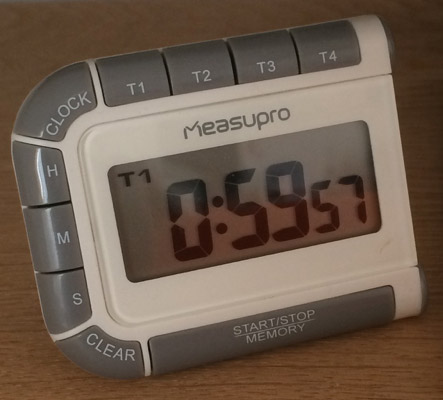 T1 T2 T3 T4
CLOCK
Measupro
H
T1
0:59 57
M
S
START/STOP
MEMORY
CLEAR